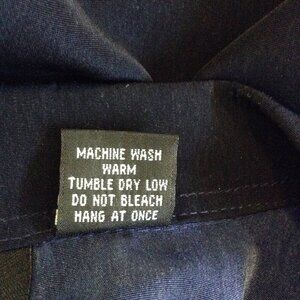 MACHINE WASH
WARM
TUMBLE DRY LOW
DO NOT BLEACH
HANG AT ONCE